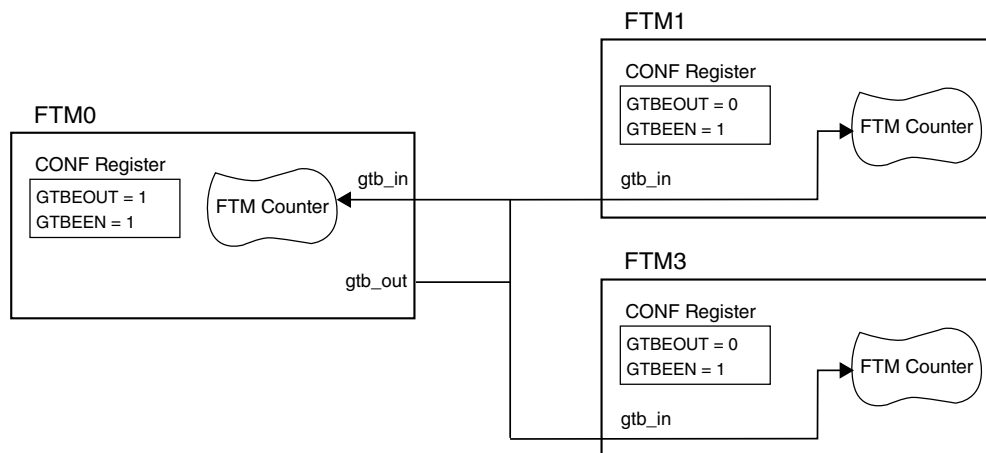 FTM0
CONF Register
GTBEOUT = 1
GTBEEN = 1
FTM Counter
gtb_in
gtb_out
FTM1
CONF Register
GTBEOUT = 0
GTBEEN = 1
FTM Counter
gtb_in
FTM3
CONF Register
GTBEOUT = 0
GTBEEN = 1
FTM Counter
gtb_in